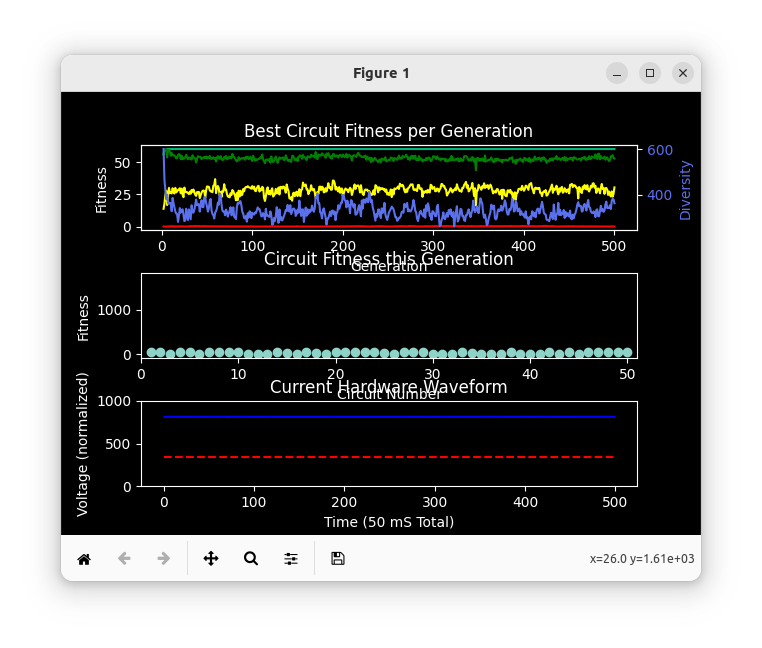 Figure 1
Best Circuit Fitness per Generation
Fitness
50
25
0
600
400
Diversity
0
100
200
300
400
500
Generation
Circuit Fitness this Generation
Fitness
1000
0
0
10
20
30
40
50
Circuit Number
Current Hardware Waveform
Voltage (normalized)
1000
500
0
0
100
200
300
400
500
Time (50 mS Total)
x=26.0 y=1.61e+03